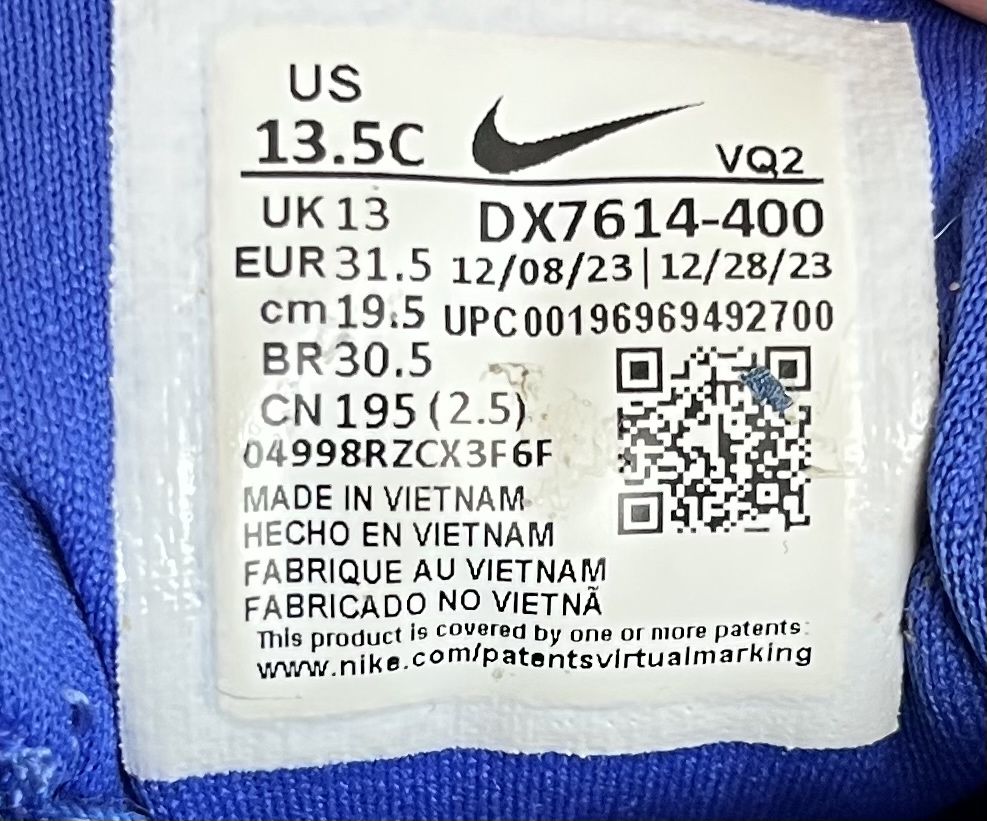 US
13.5C
VQ2
UK 13 DX7614-400
EUR 31.5 12/08/23 | 12/28/23
cm 19.5 UPC00196969492700
BR 30.5
CN 195 (2.5)
04998RZCX3F6F
MADE IN VIETNAM
HECHO EN VIETNAM
FABRIQUE AU VIETNAM
FABRICADO NO VIETNÃ
This product is covered by one or more patents:
www.nike.com/patentsvirtualmarking